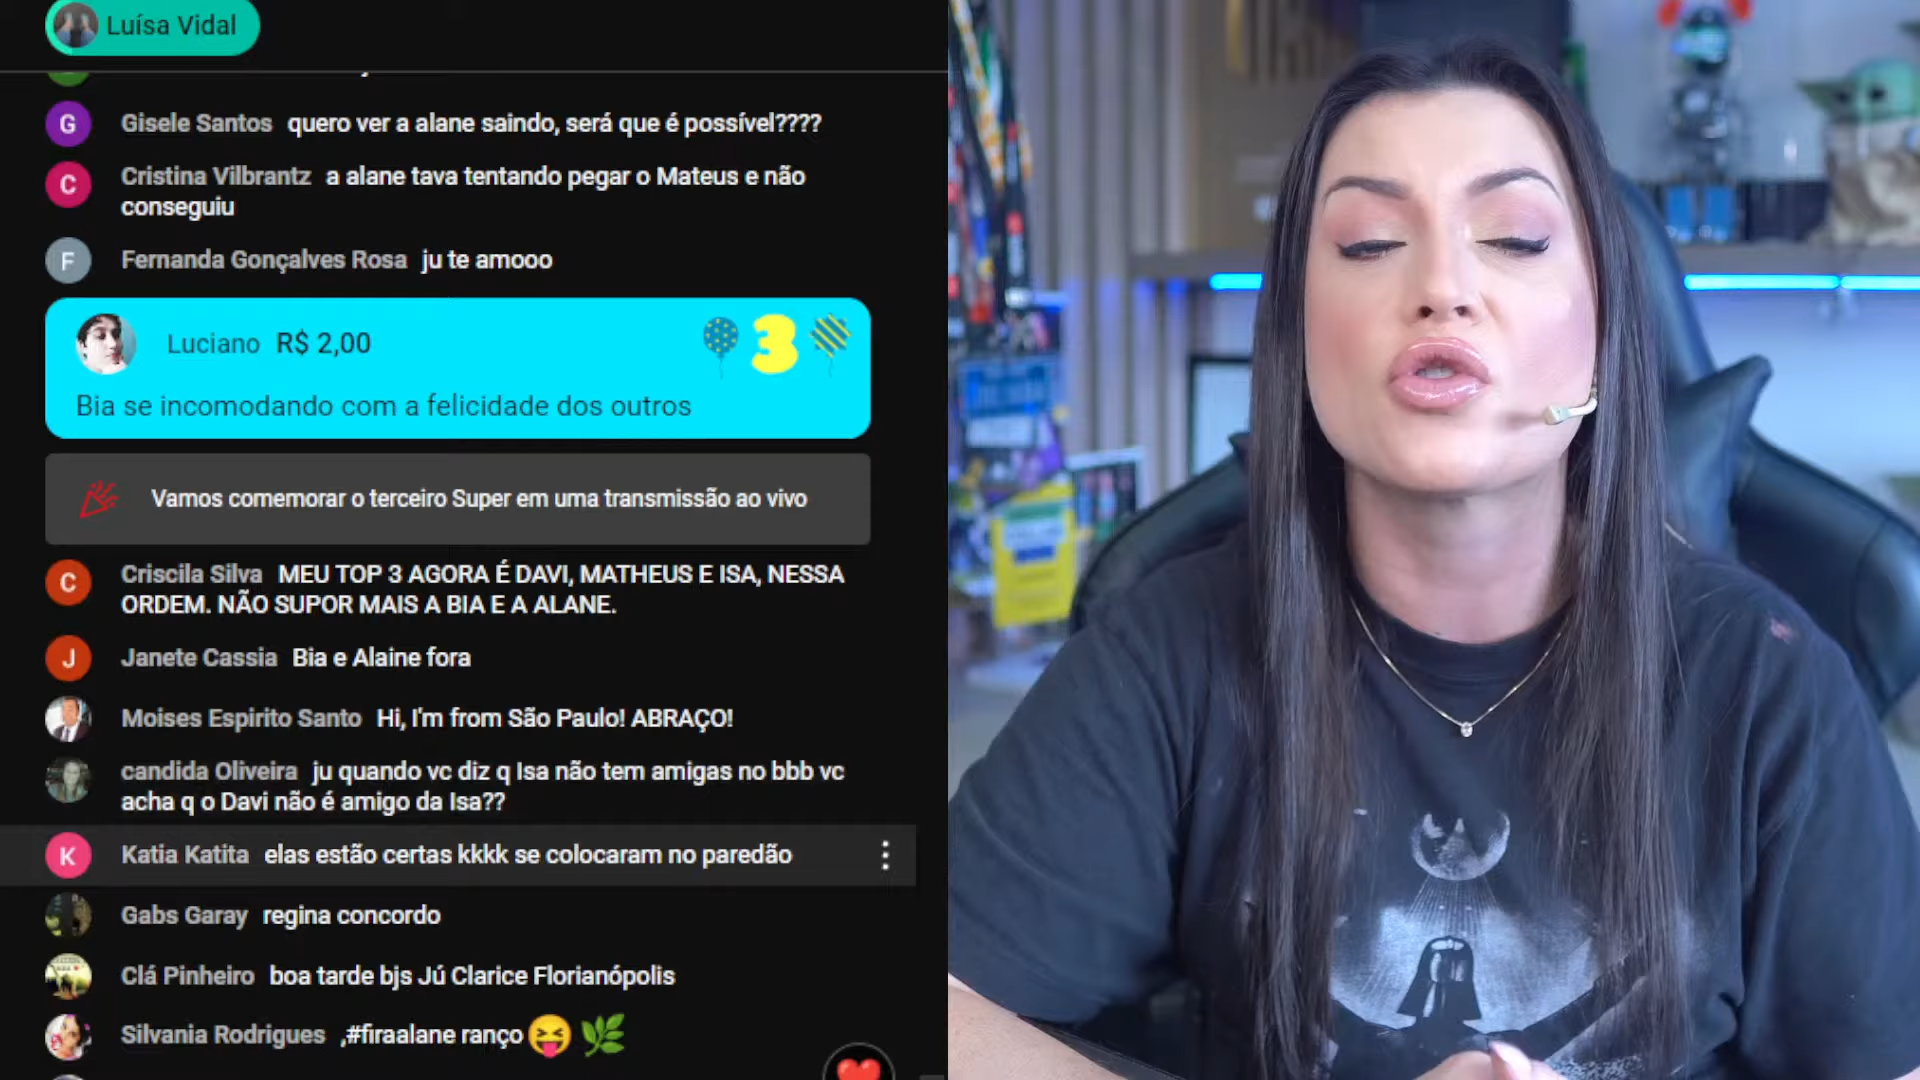 Luísa Vidal
G Gisele Santos quero ver a alane saindo, será que é possível????
C Cristina Vilbrantz a alane tava tentando pegar o Mateus e não
conseguiu
F Fernanda Gonçalves Rosa ju te amooo
Luciano R$ 2,00 3
Bia se incomodando com a felicidade dos outros
Vamos comemorar o terceiro Super em uma transmissão ao vivo
C Criscila Silva MEU TOP 3 AGORA É DAVI, MATHEUS E ISA, NESSA
ORDEM. NÃO SUPOR MAIS A BIA E A ALANE.
J Janete Cassia Bia e Alaine fora
Moises Espirito Santo Hi, I'm from São Paulo! ABRAÇO!
candida Oliveira ju quando vc diz q Isa não tem amigas no bbb vc
acha q o Davi não é amigo da Isa??
K Katia Katita elas estão certas kkkk se colocaram no paredão
Gabs Garay regina concordo
Clá Pinheiro boa tarde bjs Jú Clarice Florianópolis
Silvania Rodrigues ,#firaalane ranço